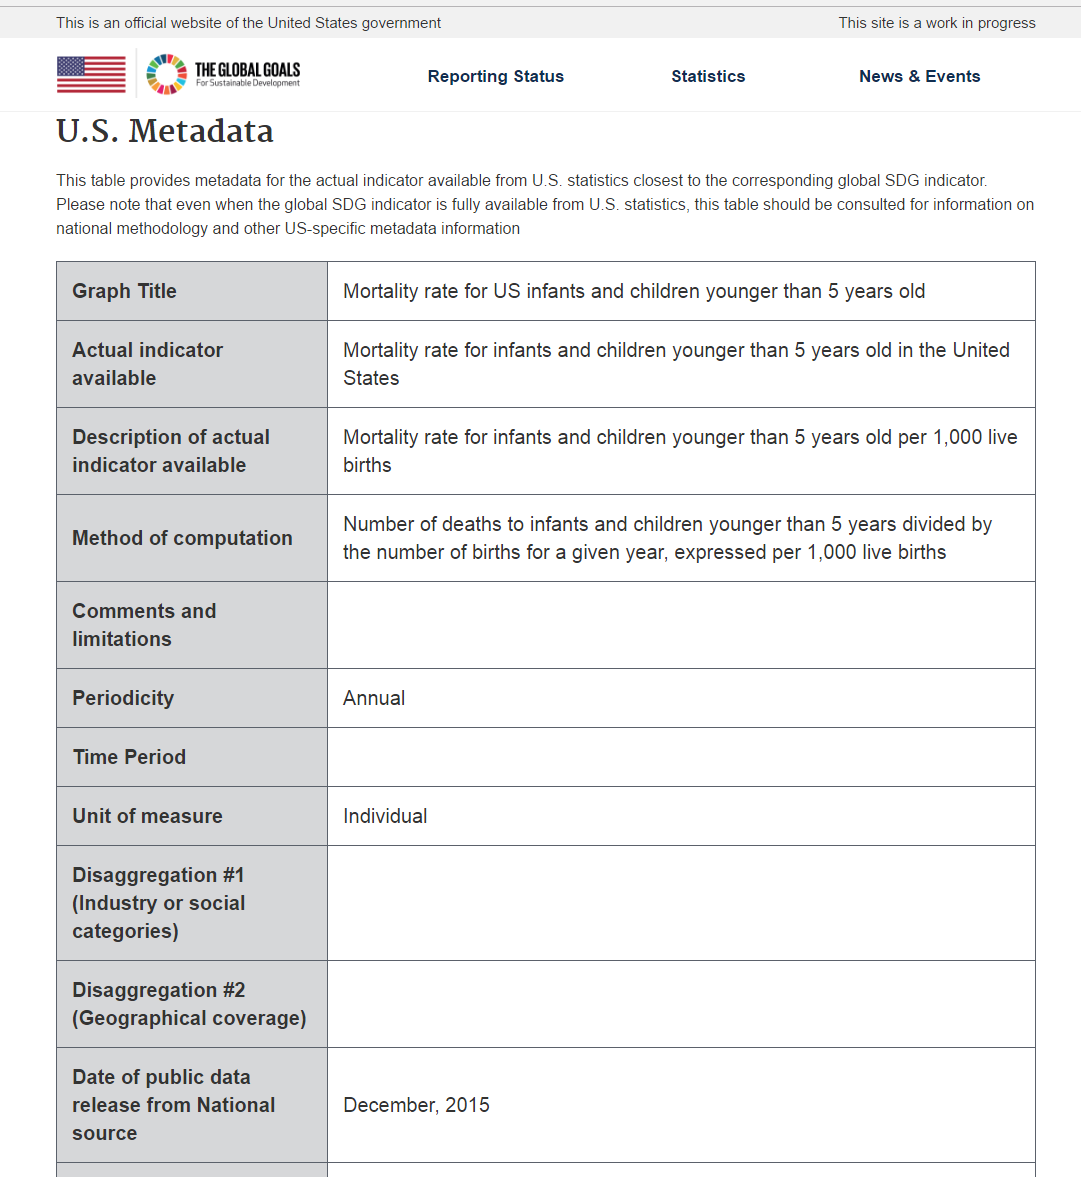 This is an official website of the United States government
This site is a work in progress
THE GLOBAL GOALS
For Sustainable Development
Reporting Status
Statistics
News & Events
U.S. Metadata
This table provides metadata for the actual indicator available from U.S. statistics closest to the corresponding global SDG indicator.
Please note that even when the global SDG indicator is fully available from U.S. statistics, this table should be consulted for information on
national methodology and other US-specific metadata information
Graph Title
Mortality rate for US infants and children younger than 5 years old
Actual indicator
available
Mortality rate for infants and children younger than 5 years old in the United
States
Description of actual
indicator available
Mortality rate for infants and children younger than 5 years old per 1,000 live
births
Method of computation
Number of deaths to infants and children younger than 5 years divided by
the number of births for a given year, expressed per 1,000 live births
Comments and
limitations
Periodicity
Annual
Time Period
Unit of measure
Individual
Disaggregation #1
(Industry or social
categories)
Disaggregation #2
(Geographical coverage)
Date of public data
release from National
source
December, 2015